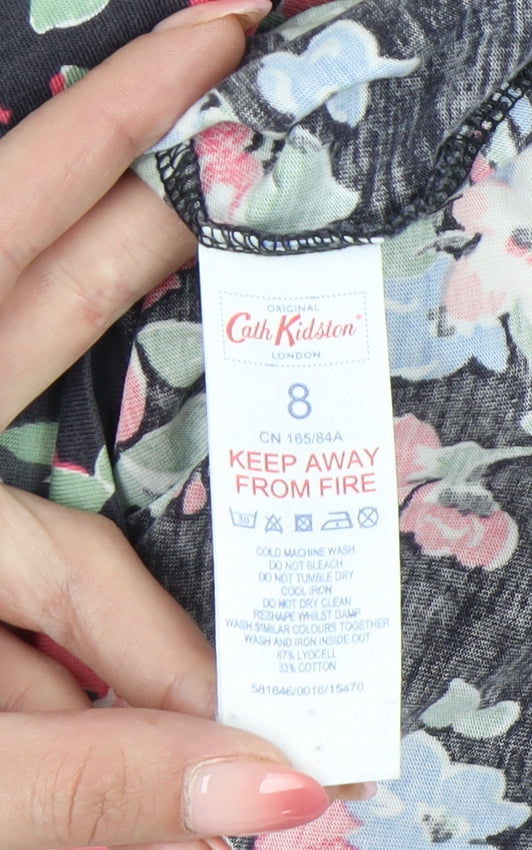 ORIGINAL
Cath Kidston
LONDON
8
CN 165/84A
KEEP AWAY
FROM FIRE
30
COLD MACHINE WASH
DO NOT BLEACH
DO NOT TUMBLE DRY
COOL IRON
DO NOT DRY CLEAN
RESHAPE WHILST DAMP
WASH SIMILAR COLOURS TOGETHER
WASH AND IRON INSIDE OUT
67% LYOCELL
33% COTTON
581646/0016/15470